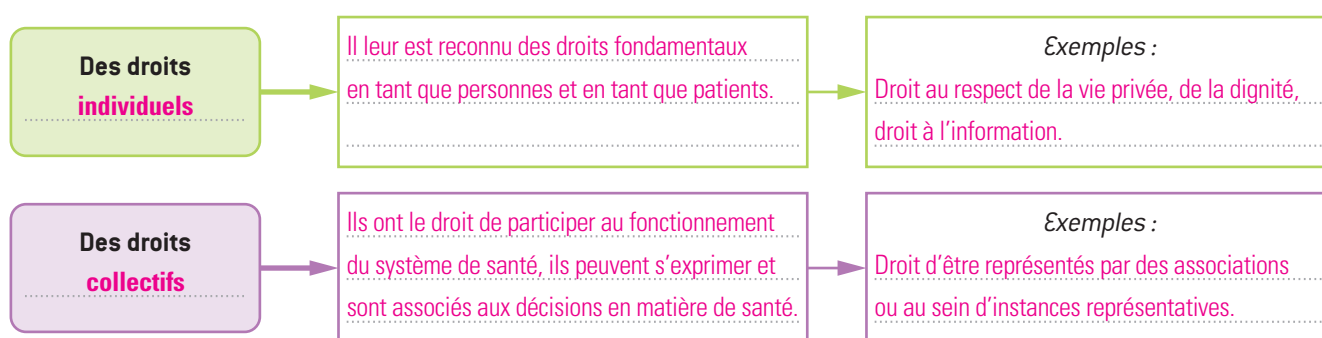 Des droits
individuels
Il leur est reconnu des droits fondamentaux
en tant que personnes et en tant que patients.
Exemples :
Droit au respect de la vie privée, de la dignité,
droit à l'information.
Des droits
collectifs
Ils ont le droit de participer au fonctionnement
du système de santé, ils peuvent s'exprimer et
sont associés aux décisions en matière de santé.
Exemples :
Droit d'être représentés par des associations
ou au sein d'instances représentatives.